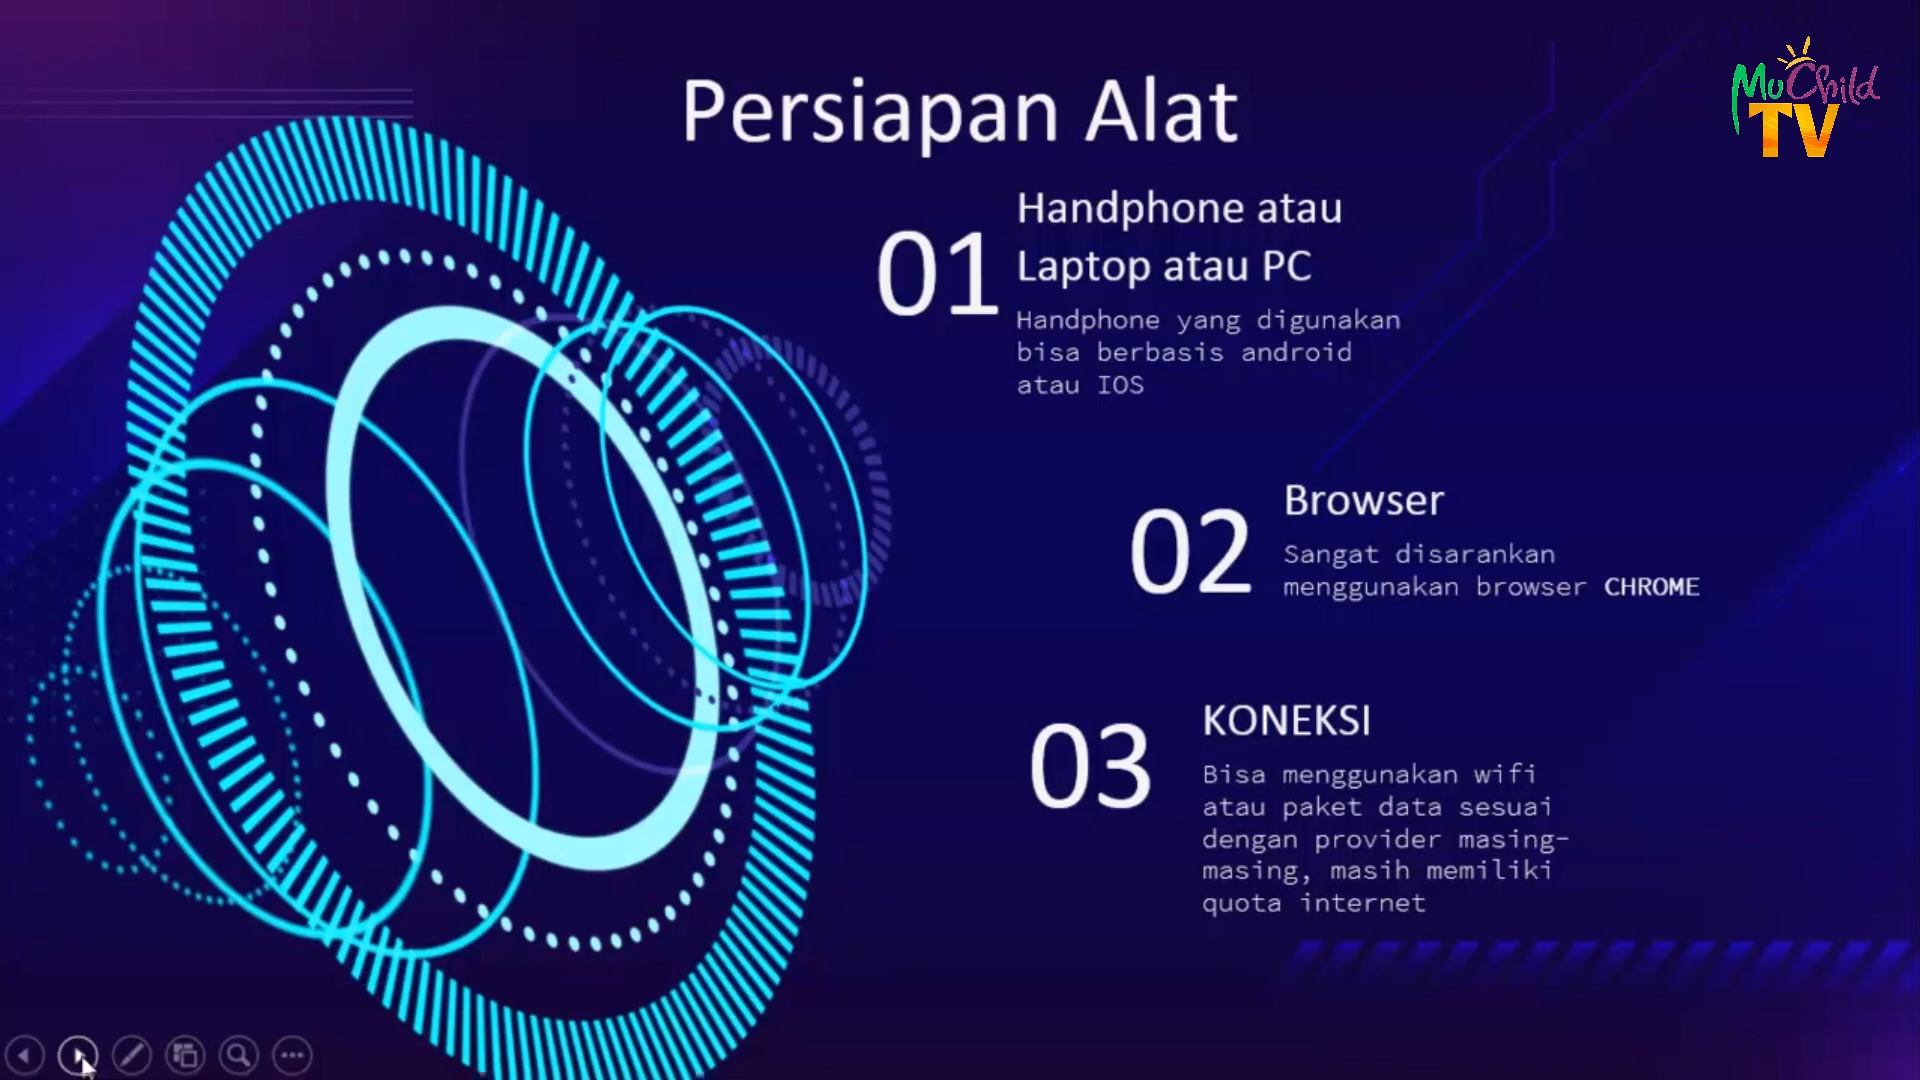 Persiapan Alat
MuChild
TV
01
Handphone atau
Laptop atau PC
Handphone yang digunakan
bisa berbasis android
atau IOS
02
Browser
Sangat disarankan
menggunakan browser CHROME
03
KONEKSI
Bisa menggunakan wifi
atau paket data sesuai
dengan provider masing-
masing, masih memiliki
quota internet